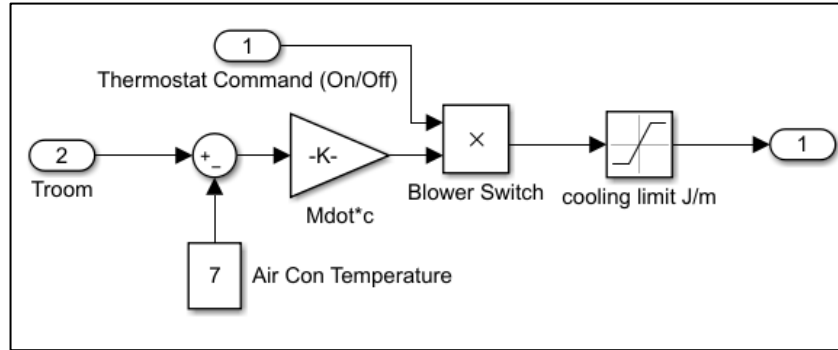 1
Thermostat Command (On/Off)
2
Troom
+
-
-K-
Mdot*c
×
Blower Switch
cooling limit J/m
1
7
Air Con Temperature